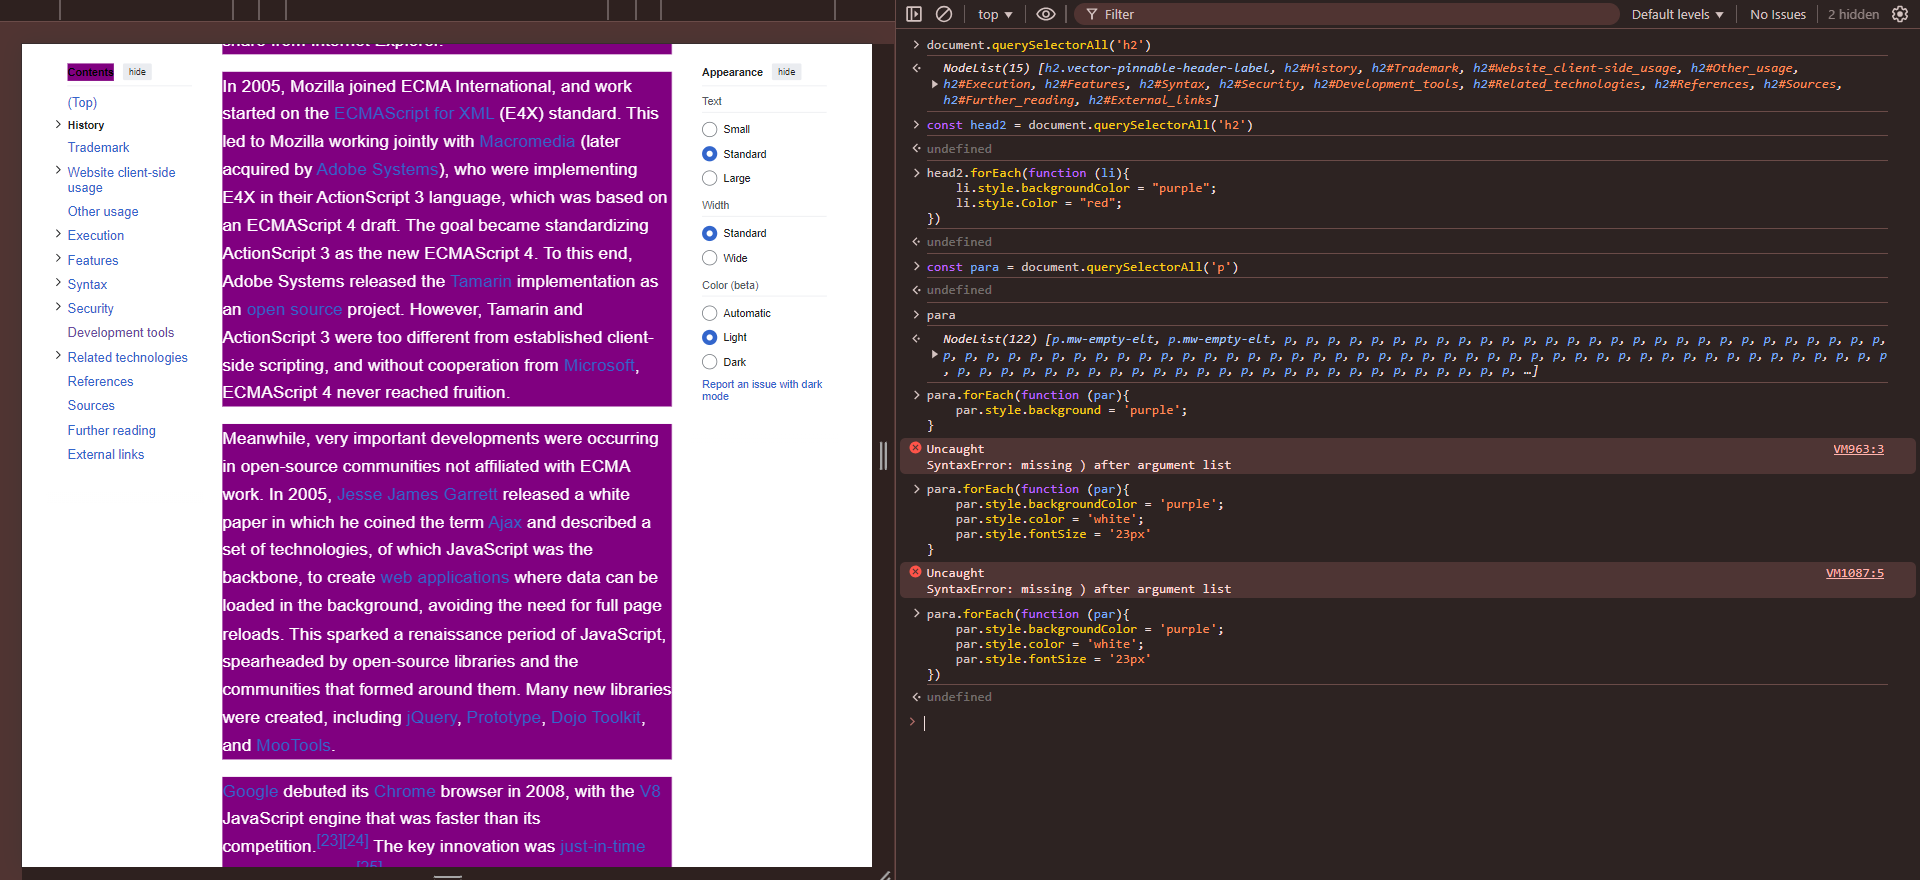 share from Internet Explorer.
Contents hide
(Top)
History
Trademark
Website client-side
usage
Other usage
Execution
Features
Syntax
Security
Development tools
Related technologies
References
Sources
Further reading
External links
In 2005, Mozilla joined ECMA International, and work
started on the ECMAScript for XML (E4X) standard. This
led to Mozilla working jointly with Macromedia (later
acquired by Adobe Systems), who were implementing
E4X in their ActionScript 3 language, which was based on
an ECMAScript 4 draft. The goal became standardizing
ActionScript 3 as the new ECMAScript 4. To this end,
Adobe Systems released the Tamarin implementation as
an open source project. However, Tamarin and
ActionScript 3 were too different from established client-
side scripting, and without cooperation from Microsoft,
ECMAScript 4 never reached fruition.
Meanwhile, very important developments were occurring
in open-source communities not affiliated with ECMA
work. In 2005, Jesse James Garrett released a white
paper in which he coined the term Ajax and described a
set of technologies, of which JavaScript was the
backbone, to create web applications where data can be
loaded in the background, avoiding the need for full page
reloads. This sparked a renaissance period of JavaScript,
spearheaded by open-source libraries and the
communities that formed around them. Many new libraries
were created, including jQuery, Prototype, Dojo Toolkit,
and MooTools.
Google debuted its Chrome browser in 2008, with the V8
JavaScript engine that was faster than its
competition.[23][24] The key innovation was just-in-time
[25]
Appearance hide
Text
Small
Standard
Large
Width
Standard
Wide
Color (beta)
Automatic
Light
Dark
Report an issue with dark
mode
top Filter Default levels No Issues 2 hidden
document.querySelectorAll('h2')
NodeList(15) [h2.vector-pinnable-header-label, h2#History, h2#Trademark, h2#Website_client-side_usage, h2#Other_usage,
h2#Execution, h2#Features, h2#Syntax, h2#Security, h2#Development_tools, h2#Related_technologies, h2#References, h2#Sources,
h2#Further_reading, h2#External_links]
const head2 = document.querySelectorAll('h2')
undefined
head2.forEach(function (li){
li.style.backgroundColor = "purple";
li.style.Color = "red";
})
undefined
const para = document.querySelectorAll('p')
undefined
para
NodeList(122) [p.mw-empty-elt, p.mw-empty-elt, p, p, p, p, p, p, p, p, p, p, p, p, p, p, p, p, p, p, p, p, p, p, p, p, p, p, p, p,
p, p, p, p, p, p, p, p, p, p, p, p, p, p, p, p, p, p, p, p, p, p, p, p, p, p, p, p, p, p, p, p, p, p, p, p, p, p, p, p, p, p, p, p
, p, p, p, p, p, p, p, p, p, p, p, p, p, p, p, p, p, p, p, p, p, p, p, p, p, p, …]
para.forEach(function (par){
par.style.background = 'purple';
}
Uncaught VM963:3
SyntaxError: missing ) after argument list
para.forEach(function (par){
par.style.backgroundColor = 'purple';
par.style.color = 'white';
par.style.fontSize = '23px'
}
Uncaught VM1087:5
SyntaxError: missing ) after argument list
para.forEach(function (par){
par.style.backgroundColor = 'purple';
par.style.color = 'white';
par.style.fontSize = '23px'
})
undefined